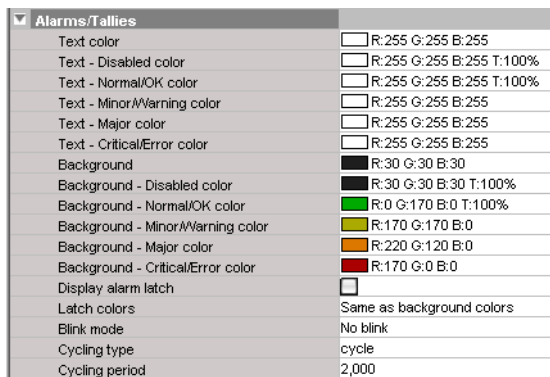 Alarms/Tallies
Text color R:255 G:255 B:255
Text - Disabled color R:255 G:255 B:255 T:100%
Text - Normal/OK color R:255 G:255 B:255 T:100%
Text - Minor/Warning color R:255 G:255 B:255
Text - Major color R:255 G:255 B:255
Text - Critical/Error color R:255 G:255 B:255
Background R:30 G:30 B:30
Background - Disabled color R:30 G:30 B:30 T:100%
Background - Normal/OK color R:0 G:170 B:0 T:100%
Background - Minor/Warning color R:170 G:170 B:0
Background - Major color R:220 G:120 B:0
Background - Critical/Error color R:170 G:0 B:0
Display alarm latch
Latch colors Same as background colors
Blink mode No blink
Cycling type cycle
Cycling period 2,000